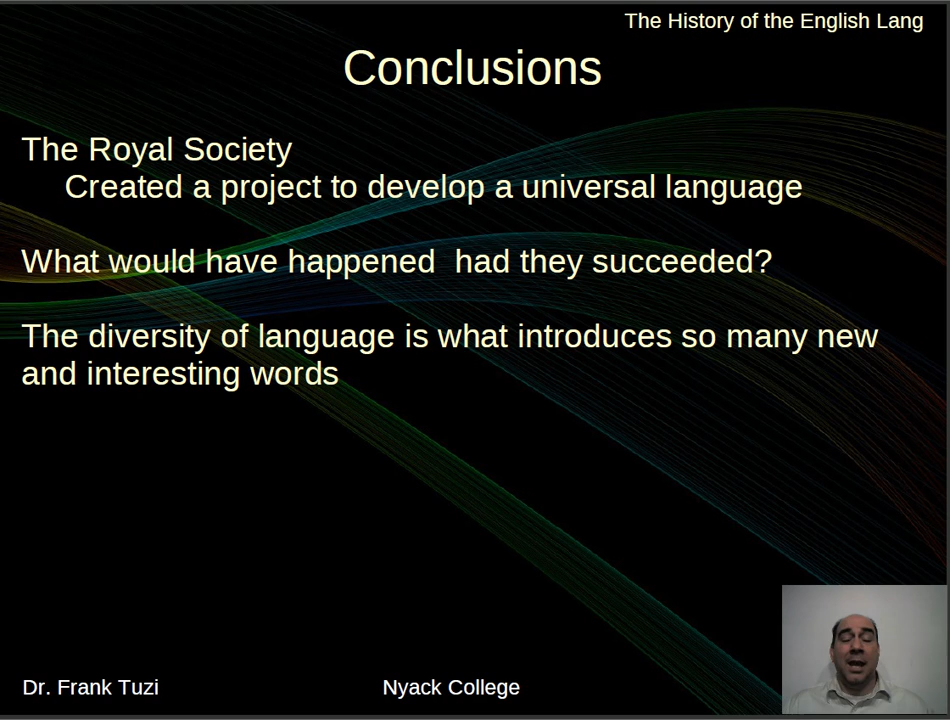 The History of the English Lang
Conclusions
The Royal Society
Created a project to develop a universal language
What would have happened  had they succeeded?
The diversity of language is what introduces so many new
and interesting words
Dr. Frank Tuzi
Nyack College